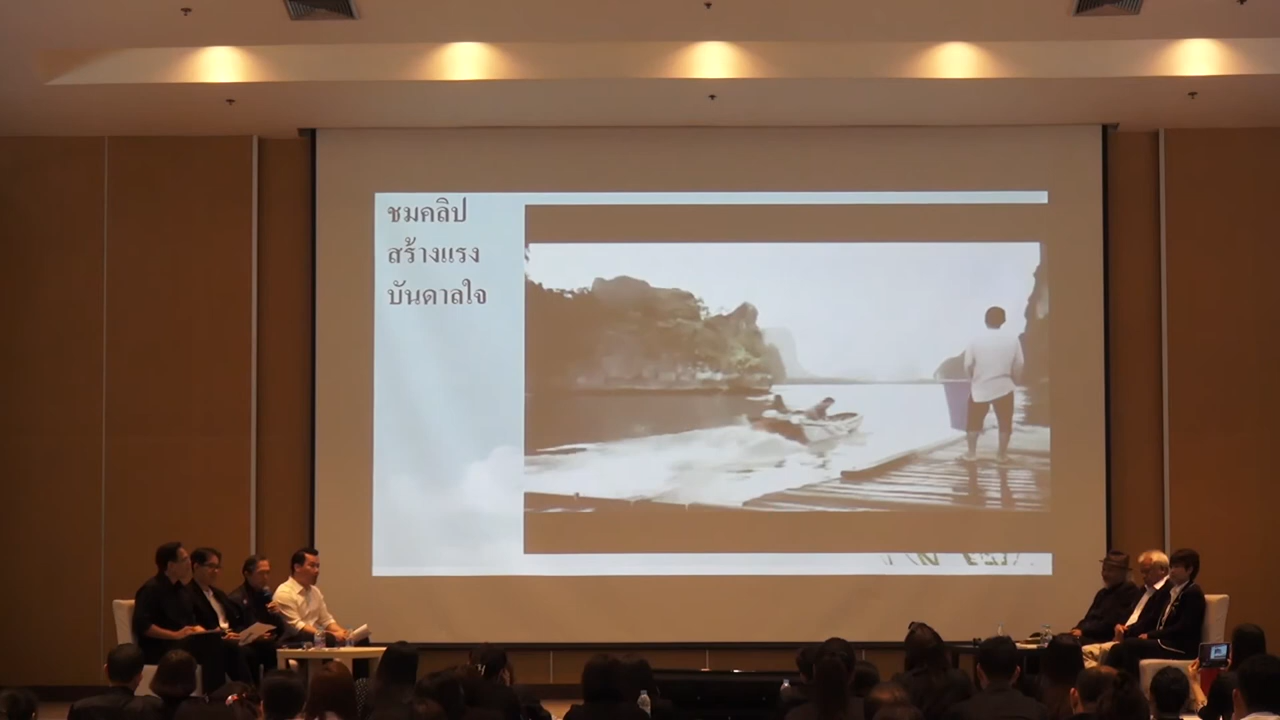 ชมคลิป
สร้างแรง
บันดาลใจ